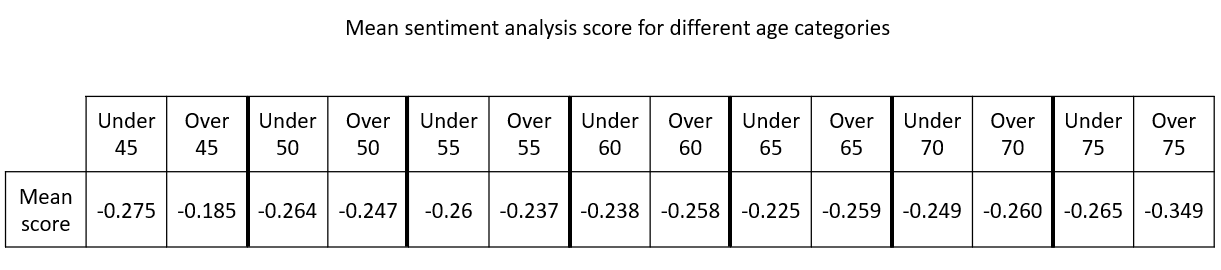 Mean sentiment analysis score for different age categories
Under 45 Over 45 Under 50 Over 50 Under 55 Over 55 Under 60 Over 60 Under 65 Over 65 Under 70 Over 70 Under 75 Over 75
Mean score -0.275 -0.185 -0.264 -0.247 -0.26 -0.237 -0.238 -0.258 -0.225 -0.259 -0.249 -0.260 -0.265 -0.349